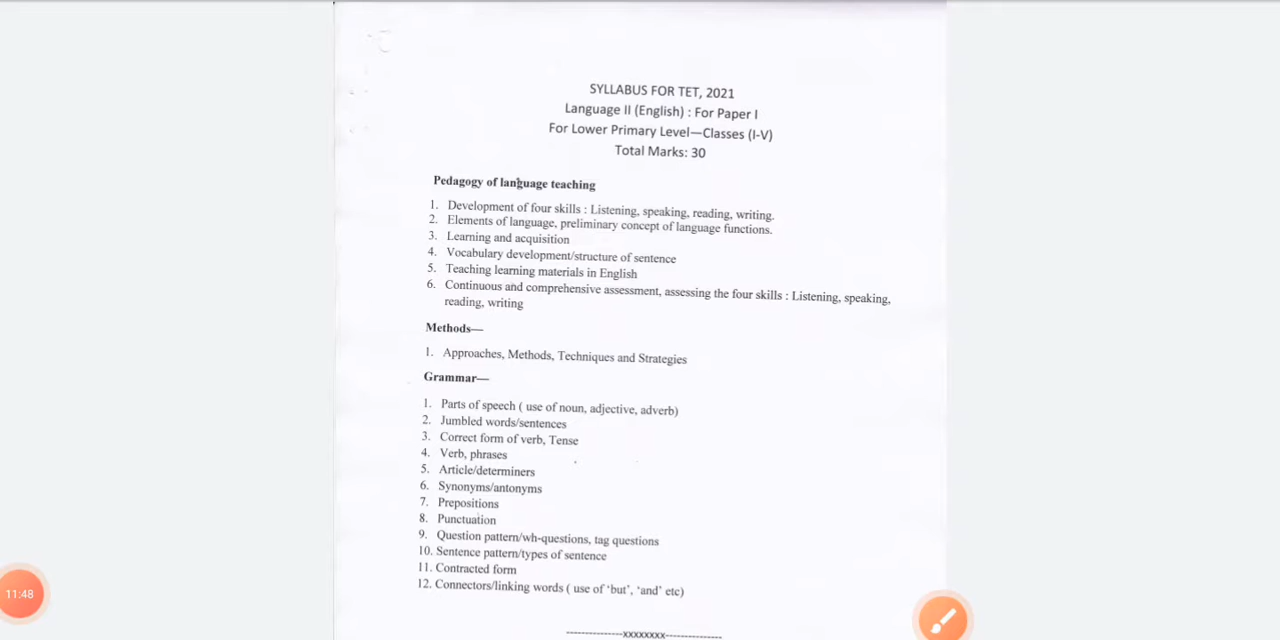 SYLLABUS FOR TET, 2021
Language II (English) : For Paper I
For Lower Primary Level—Classes (I-V)
Total Marks: 30
Pedagogy of language teaching
1. Development of four skills : Listening, speaking, reading, writing.
2. Elements of language, preliminary concept of language functions.
3. Learning and acquisition
4. Vocabulary development/structure of sentence
5. Teaching learning materials in English
6. Continuous and comprehensive assessment, assessing the four skills : Listening, speaking,
reading, writing
Methods—
1. Approaches, Methods, Techniques and Strategies
Grammar—
1. Parts of speech ( use of noun, adjective, adverb)
2. Jumbled words/sentences
3. Correct form of verb, Tense
4. Verb, phrases
5. Article/determiners
6. Synonyms/antonyms
7. Prepositions
8. Punctuation
9. Question pattern/wh-questions, tag questions
10. Sentence pattern/types of sentence
11. Contracted form
12. Connectors/linking words ( use of ‘but’, ‘and’ etc)
---------------xxxxxxxx---------------
11:48